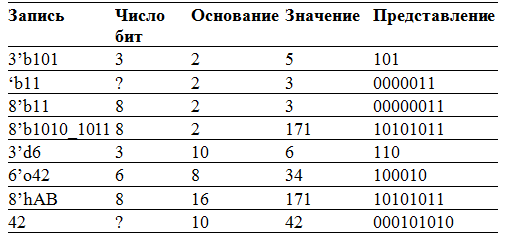 Запись Число бит Основание Значение Представление
3’b101 3 2 5 101
‘b11 ? 2 3 0000011
8’b11 8 2 3 00000011
8’b1010_1011 8 2 171 10101011
3’d6 3 10 6 110
6’o42 6 8 34 100010
8’hAB 8 16 171 10101011
42 ? 10 42 000101010